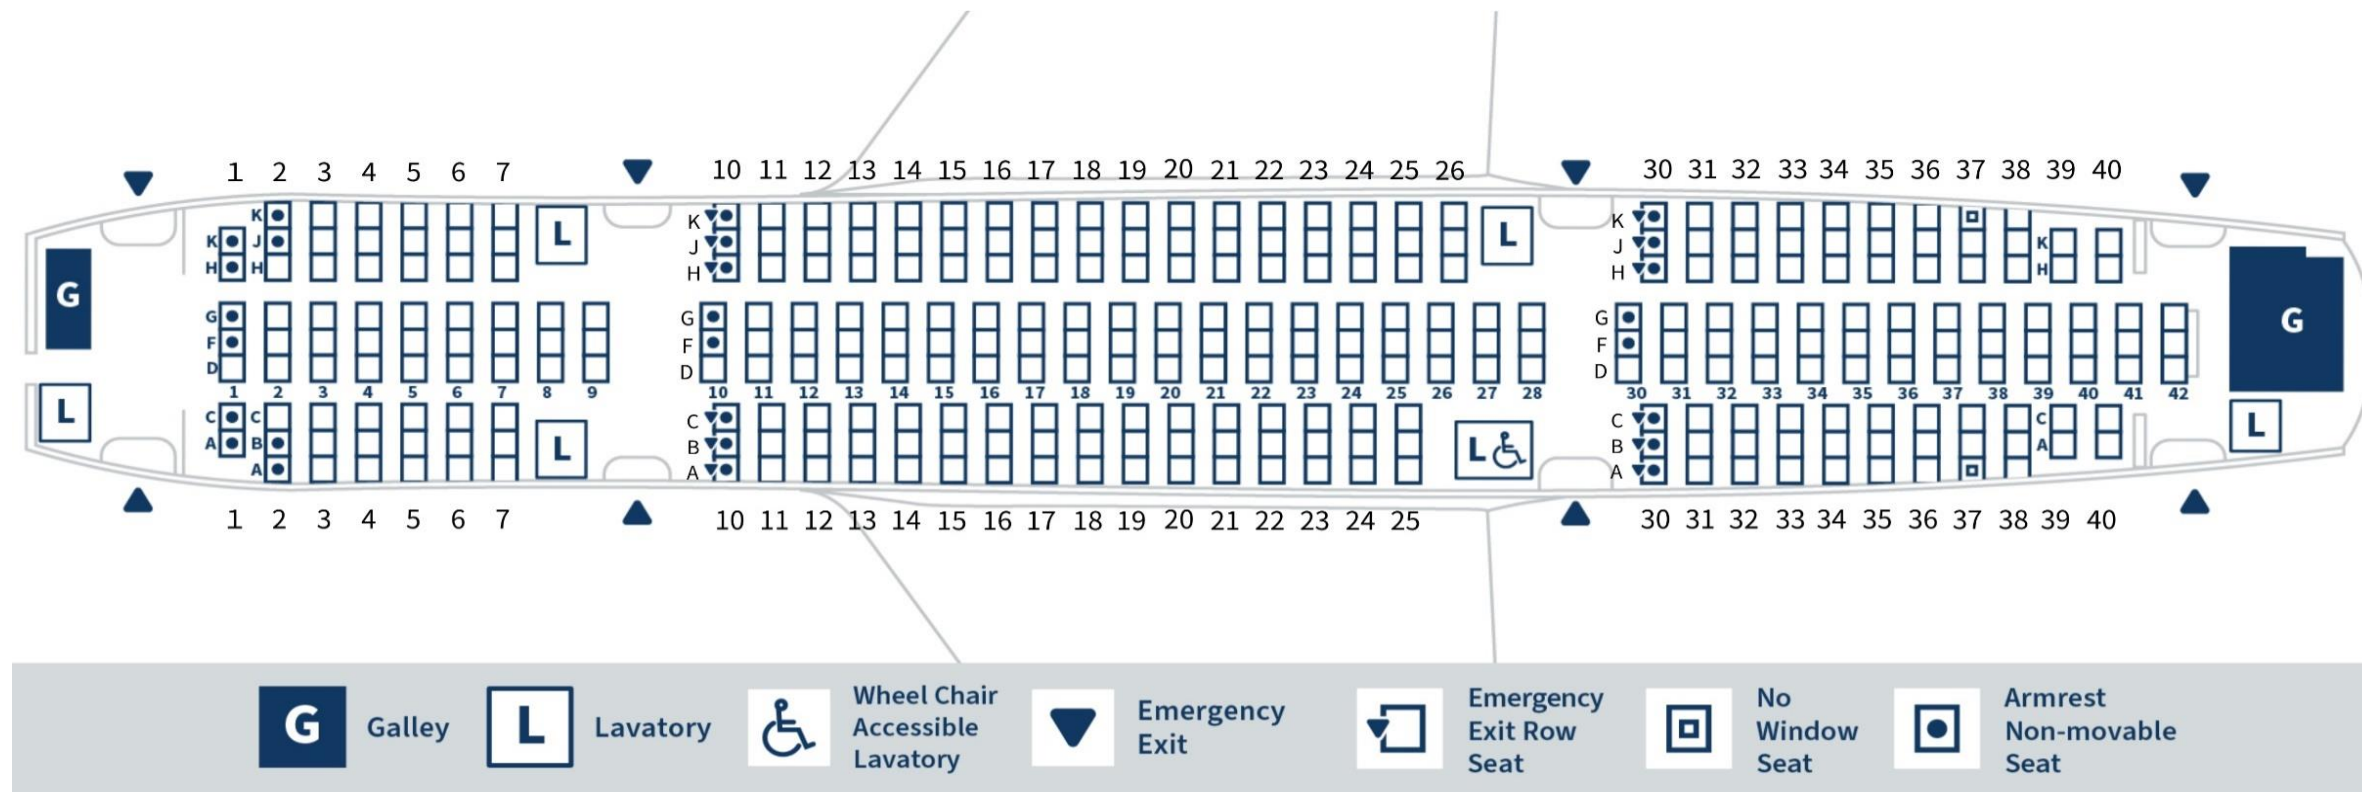 1 2 3 4 5 6 7 10 11 12 13 14 15 16 17 18 19 20 21 22 23 24 25 26 30 31 32 33 34 35 36 37 38 39 40
K K K
K J L J L J K
H H H H H
G
G G G
F F F G
D D D
1 2 3 4 5 6 7 8 9 10 11 12 13 14 15 16 17 18 19 20 21 22 23 24 25 26 27 28 30 31 32 33 34 35 36 37 38 39 40 41 42
L C C C C C L
A B L B L B A
A A A
1 2 3 4 5 6 7 10 11 12 13 14 15 16 17 18 19 20 21 22 23 24 25 30 31 32 33 34 35 36 37 38 39 40
G Galley
L Lavatory
Wheel Chair
Accessible
Lavatory
Emergency
Exit
Emergency
Exit Row
Seat
No
Window
Seat
Armrest
Non-movable
Seat